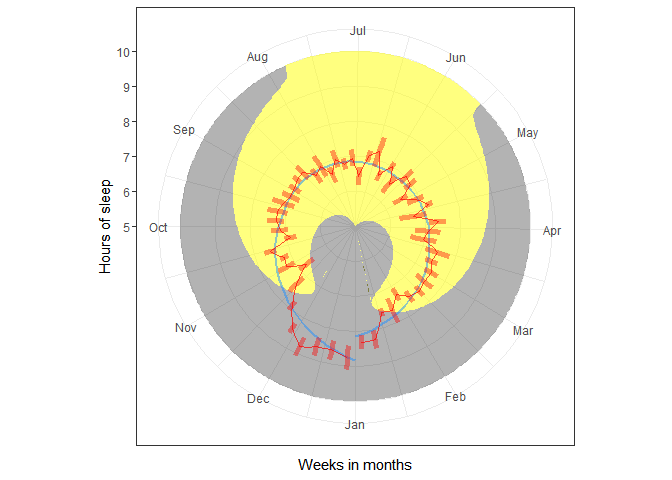 Jul
Aug
Jun
10
9
8
Sep
May
7
6
5
Oct
Apr
Hours of sleep
Nov
Mar
Dec
Feb
Jan
Weeks in months